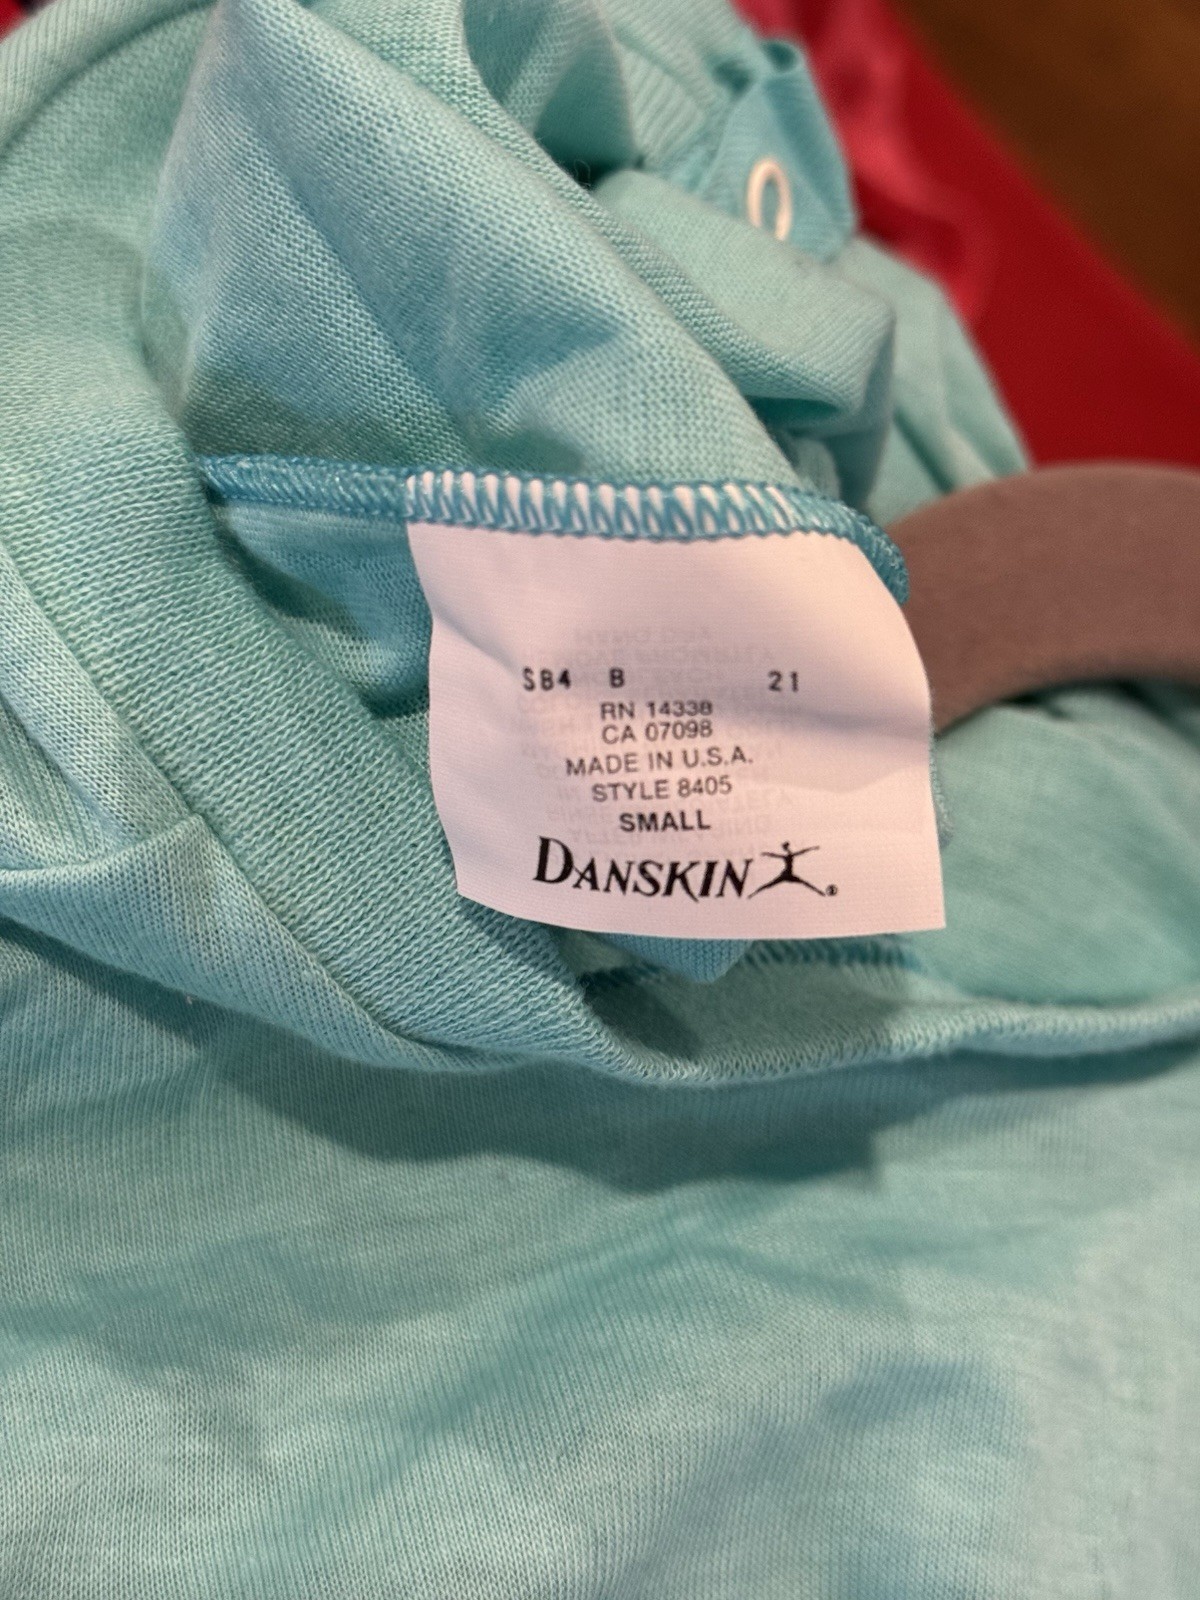 SB4 B 21
RN 14338
CA 07098
MADE IN U.S.A.
STYLE 8405
SMALL
DANSKIN®